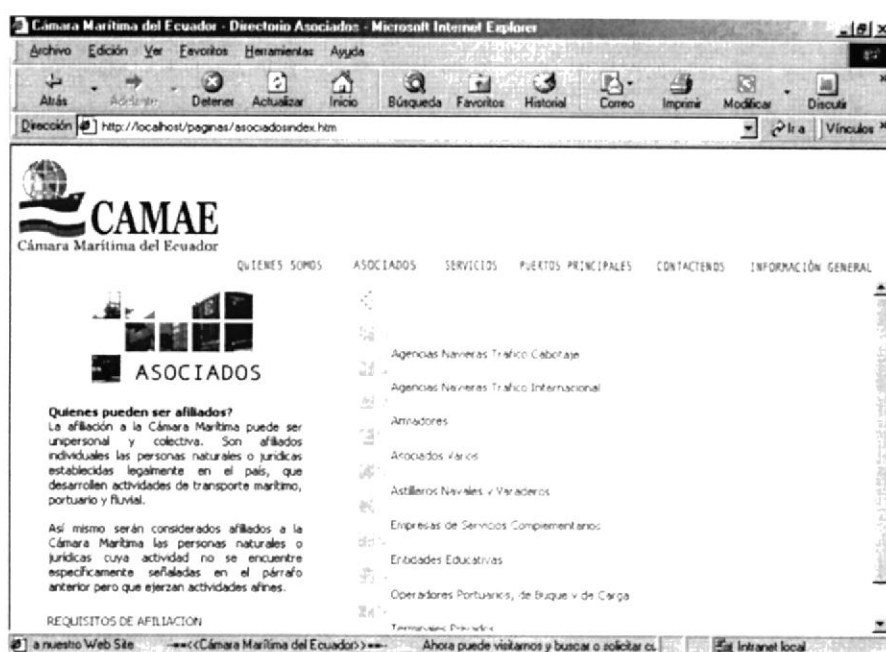 Cámara Marítima del Ecuador - Directorio Asociados - Microsoft Internet Explorer
Archivo Edición Ver Favoritos Herramientas Ayuda
Atrás Adelante Detener Actualizar Inicio Búsqueda Favoritos Historial Correo Imprimir Modificar Discutir
Dirección http://localhost/paginas/asociadosindex.htm Ir a Vínculos
CAMAE
Cámara Marítima del Ecuador
QUIENES SOMOS ASOCIADOS SERVICIOS PUERTOS PRINCIPALES CONTACTENOS INFORMACIÓN GENERAL
ASOCIADOS
Quienes pueden ser afiliados?
La afiliación a la Cámara Marítima puede ser
unipersonal y colectiva. Son afiliados
individuales las personas naturales o jurídicas
establecidas legalmente en el país, que
desarrollen actividades de transporte marítimo,
portuario y fluvial.
Así mismo serán considerados afiliados a la
Cámara Marítima las personas naturales o
jurídicas cuya actividad no se encuentre
específicamente señaladas en el párrafo
anterior pero que ejerzan actividades afines.
REQUISITOS DE AFILIACION
Agencias Navieras Trafico Cabotaje
Agencias Navieras Trafico Internacional
Armadores
Asociados Varios
Astilleros Navales y Varaderos
Empresas de Servicios Complementarios
Entidades Educativas
Operadores Portuarios, de Buque y de Carga
Terminales Privados
a nuestro Web Site ---==<<Cámara Marítima del Ecuador>>==--- Ahora puede visitarnos y buscar o solicitar cu Intranet local